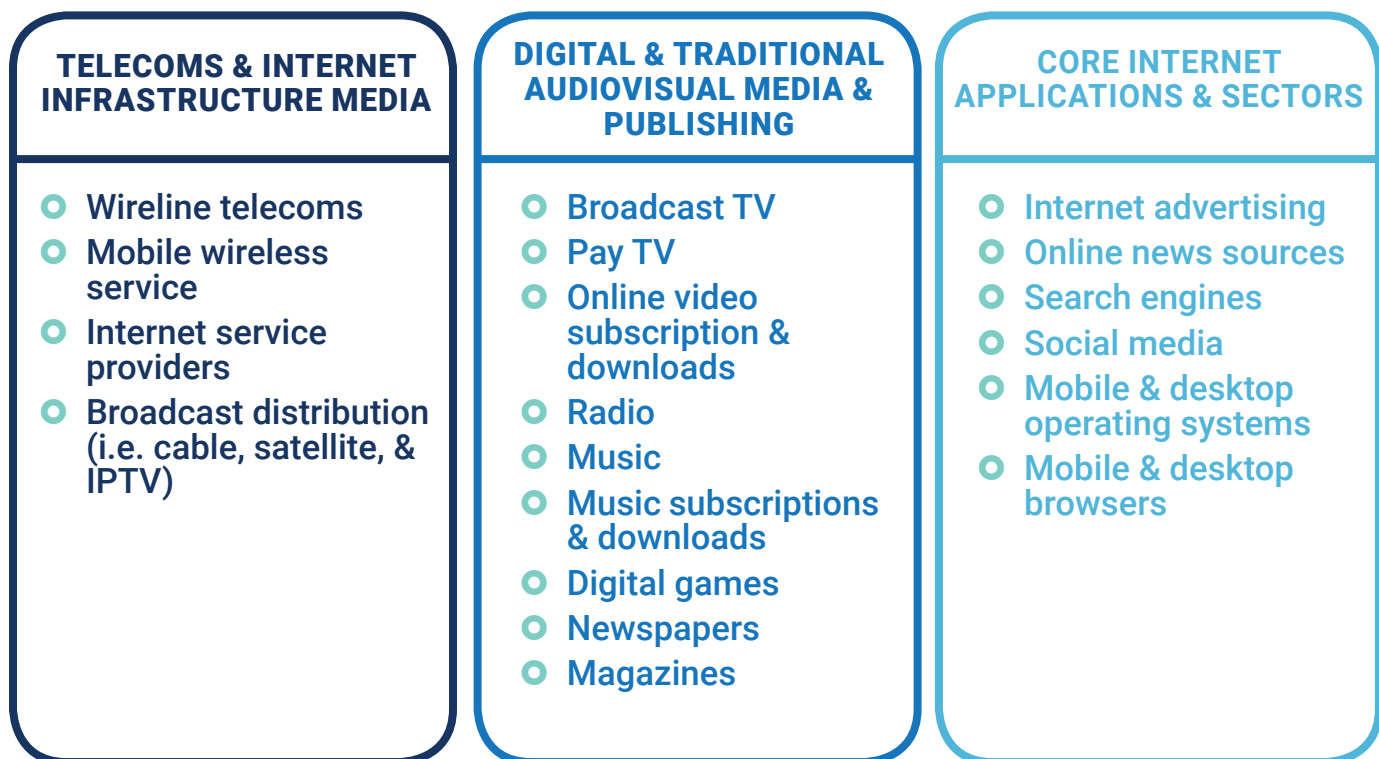 TELECOMS & INTERNET
INFRASTRUCTURE MEDIA
Wireline telecoms
Mobile wireless
service
Internet service
providers
Broadcast distribution
(i.e. cable, satellite, &
IPTV)
DIGITAL & TRADITIONAL
AUDIOVISUAL MEDIA &
PUBLISHING
Broadcast TV
Pay TV
Online video
subscription &
downloads
Radio
Music
Music subscriptions
& downloads
Digital games
Newspapers
Magazines
CORE INTERNET
APPLICATIONS & SECTORS
Internet advertising
Online news sources
Search engines
Social media
Mobile & desktop
operating systems
Mobile & desktop
browsers